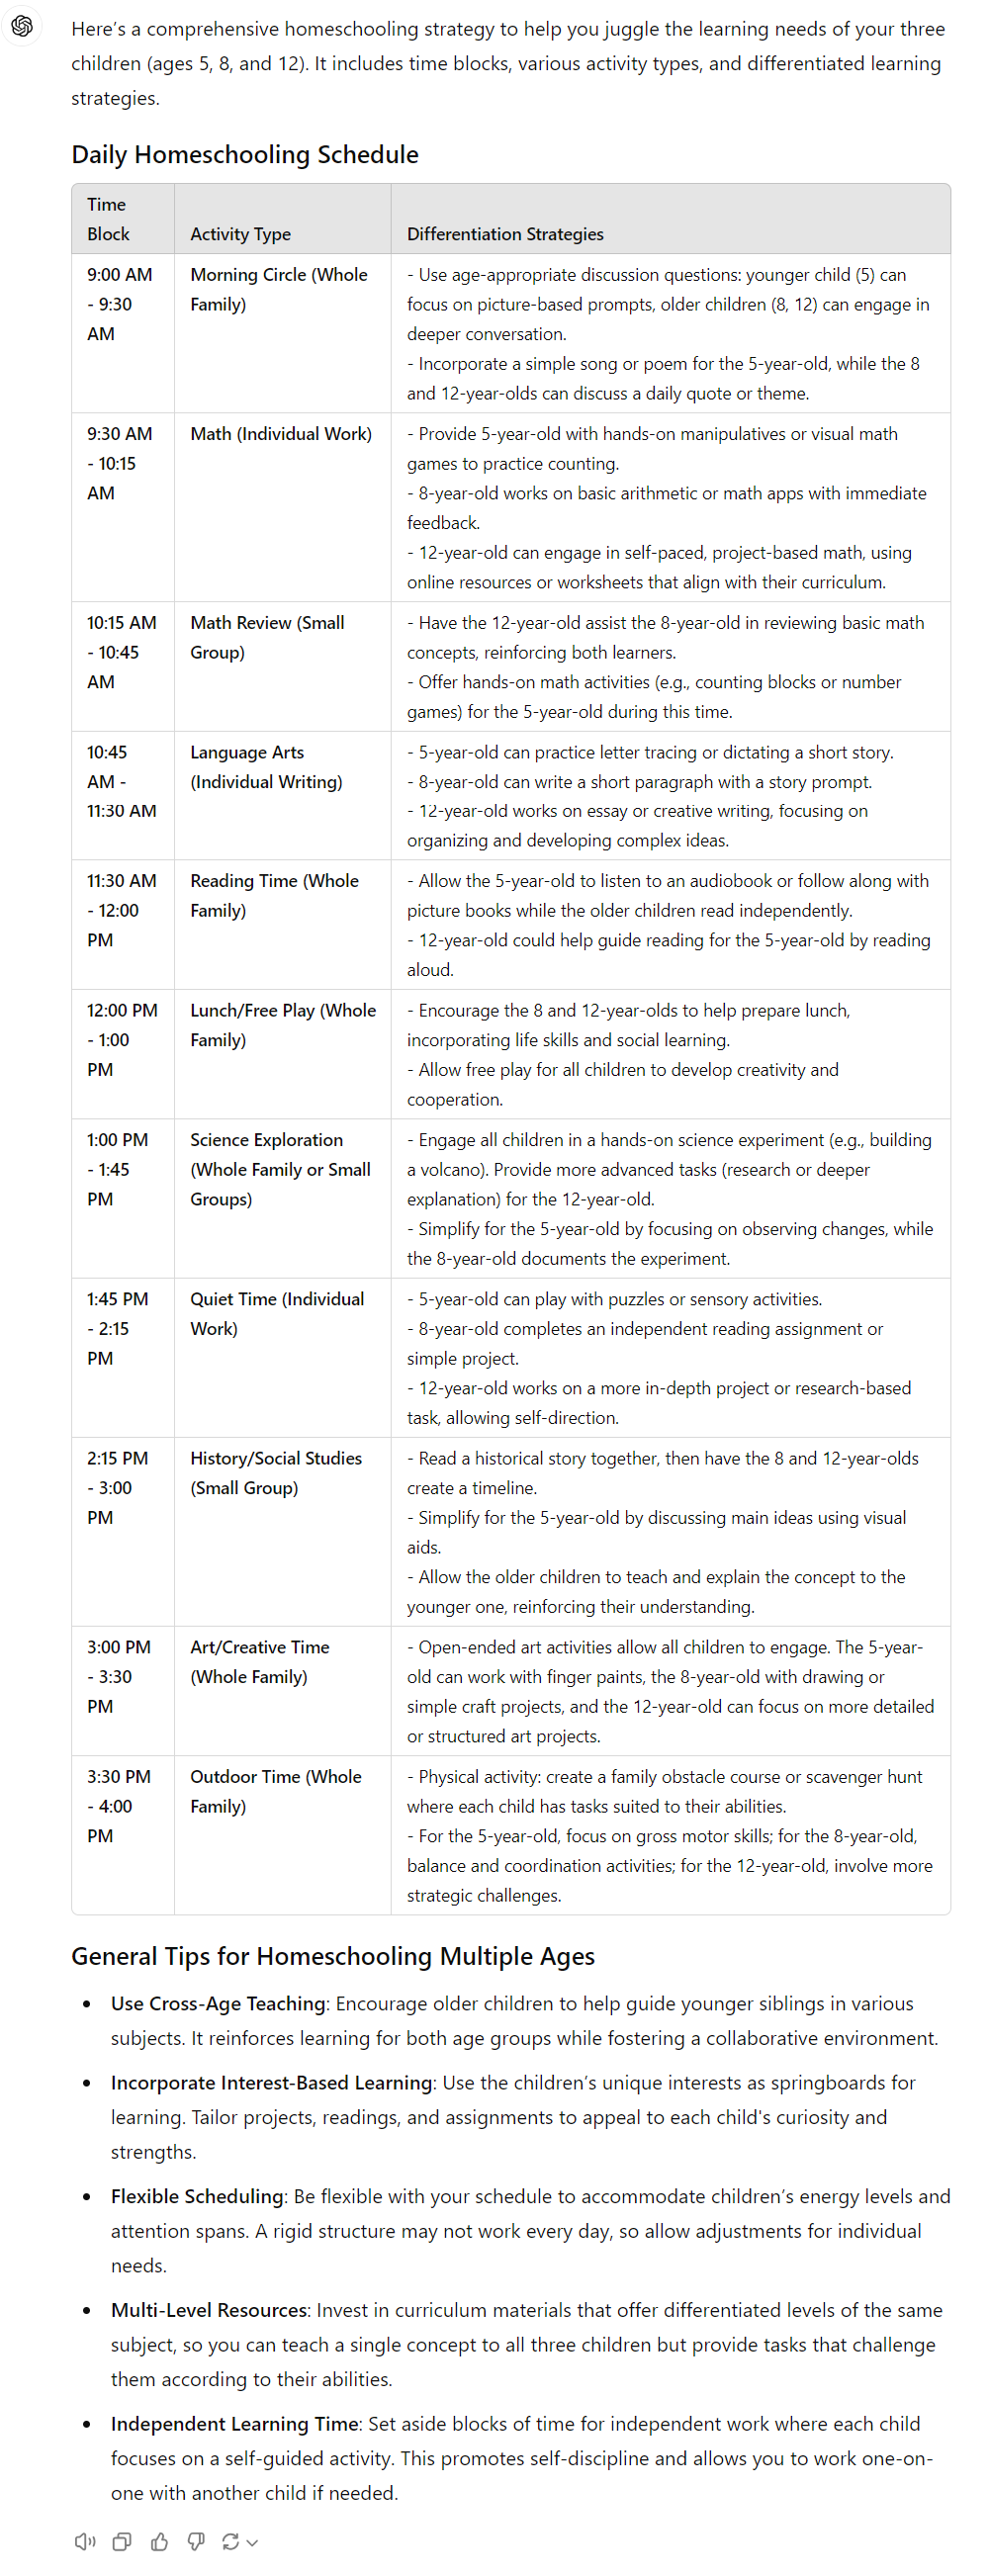 Here’s a comprehensive homeschooling strategy to help you juggle the learning needs of your three
children (ages 5, 8, and 12). It includes time blocks, various activity types, and differentiated learning
strategies.
Daily Homeschooling Schedule
Time
Block
Activity Type
Differentiation Strategies
9:00 AM
- 9:30
AM
Morning Circle (Whole
Family)
- Use age-appropriate discussion questions: younger child (5) can
focus on picture-based prompts, older children (8, 12) can engage in
deeper conversation.
- Incorporate a simple song or poem for the 5-year-old, while the 8
and 12-year-olds can discuss a daily quote or theme.
9:30 AM
- 10:15
AM
Math (Individual Work)
- Provide 5-year-old with hands-on manipulatives or visual math
games to practice counting.
- 8-year-old works on basic arithmetic or math apps with immediate
feedback.
- 12-year-old can engage in self-paced, project-based math, using
online resources or worksheets that align with their curriculum.
10:15 AM
- 10:45
AM
Math Review (Small
Group)
- Have the 12-year-old assist the 8-year-old in reviewing basic math
concepts, reinforcing both learners.
- Offer hands-on math activities (e.g., counting blocks or number
games) for the 5-year-old during this time.
10:45
AM -
11:30 AM
Language Arts
(Individual Writing)
- 5-year-old can practice letter tracing or dictating a short story.
- 8-year-old can write a short paragraph with a story prompt.
- 12-year-old works on essay or creative writing, focusing on
organizing and developing complex ideas.
11:30 AM
- 12:00
PM
Reading Time (Whole
Family)
- Allow the 5-year-old to listen to an audiobook or follow along with
picture books while the older children read independently.
- 12-year-old could help guide reading for the 5-year-old by reading
aloud.
12:00 PM
- 1:00
PM
Lunch/Free Play (Whole
Family)
- Encourage the 8 and 12-year-olds to help prepare lunch,
incorporating life skills and social learning.
- Allow free play for all children to develop creativity and
cooperation.
1:00 PM
- 1:45
PM
Science Exploration
(Whole Family or Small
Groups)
- Engage all children in a hands-on science experiment (e.g., building
a volcano). Provide more advanced tasks (research or deeper
explanation) for the 12-year-old.
- Simplify for the 5-year-old by focusing on observing changes, while
the 8-year-old documents the experiment.
1:45 PM
- 2:15
PM
Quiet Time (Individual
Work)
- 5-year-old can play with puzzles or sensory activities.
- 8-year-old completes an independent reading assignment or
simple project.
- 12-year-old works on a more in-depth project or research-based
task, allowing self-direction.
2:15 PM
- 3:00
PM
History/Social Studies
(Small Group)
- Read a historical story together, then have the 8 and 12-year-olds
create a timeline.
- Simplify for the 5-year-old by discussing main ideas using visual
aids.
- Allow the older children to teach and explain the concept to the
younger one, reinforcing their understanding.
3:00 PM
- 3:30
PM
Art/Creative Time
(Whole Family)
- Open-ended art activities allow all children to engage. The 5-year-
old can work with finger paints, the 8-year-old with drawing or
simple craft projects, and the 12-year-old can focus on more detailed
or structured art projects.
3:30 PM
- 4:00
PM
Outdoor Time (Whole
Family)
- Physical activity: create a family obstacle course or scavenger hunt
where each child has tasks suited to their abilities.
- For the 5-year-old, focus on gross motor skills; for the 8-year-old,
balance and coordination activities; for the 12-year-old, involve more
strategic challenges.
General Tips for Homeschooling Multiple Ages
• Use Cross-Age Teaching: Encourage older children to help guide younger siblings in various
subjects. It reinforces learning for both age groups while fostering a collaborative environment.
• Incorporate Interest-Based Learning: Use the children’s unique interests as springboards for
learning. Tailor projects, readings, and assignments to appeal to each child's curiosity and
strengths.
• Flexible Scheduling: Be flexible with your schedule to accommodate children’s energy levels and
attention spans. A rigid structure may not work every day, so allow adjustments for individual
needs.
• Multi-Level Resources: Invest in curriculum materials that offer differentiated levels of the same
subject, so you can teach a single concept to all three children but provide tasks that challenge
them according to their abilities.
• Independent Learning Time: Set aside blocks of time for independent work where each child
focuses on a self-guided activity. This promotes self-discipline and allows you to work one-on-
one with another child if needed.